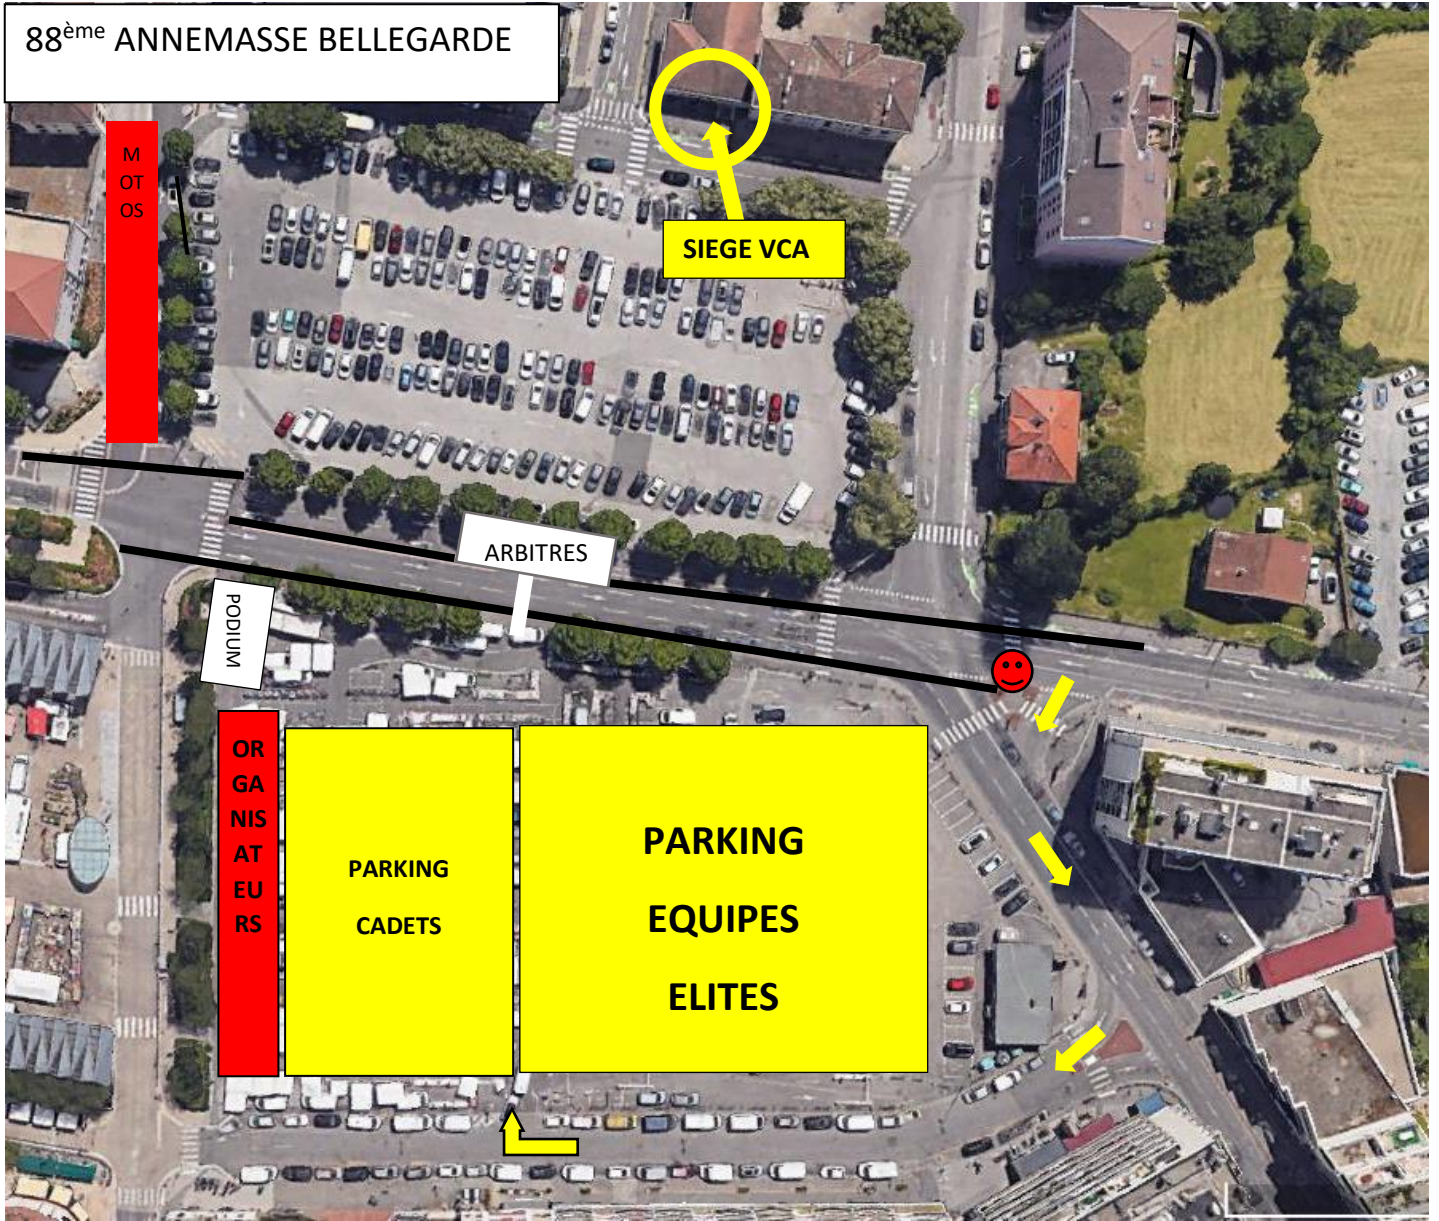 88ème ANNEMASSE BELLEGARDE
M
OT
OS
SIEGE VCA
ARBITRES
PODIUM
OR
GA
NIS
AT
EU
RS
PARKING
CADETS
PARKING
EQUIPES
ELITES